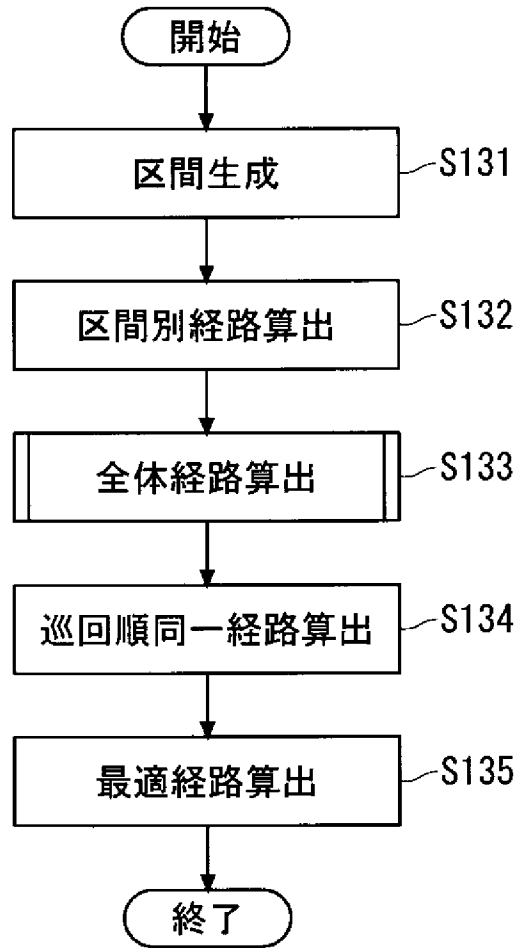 開始
区間生成
S131
区間別経路算出
S132
全体経路算出
S133
巡回順同一経路算出
S134
最適経路算出
S135
終了